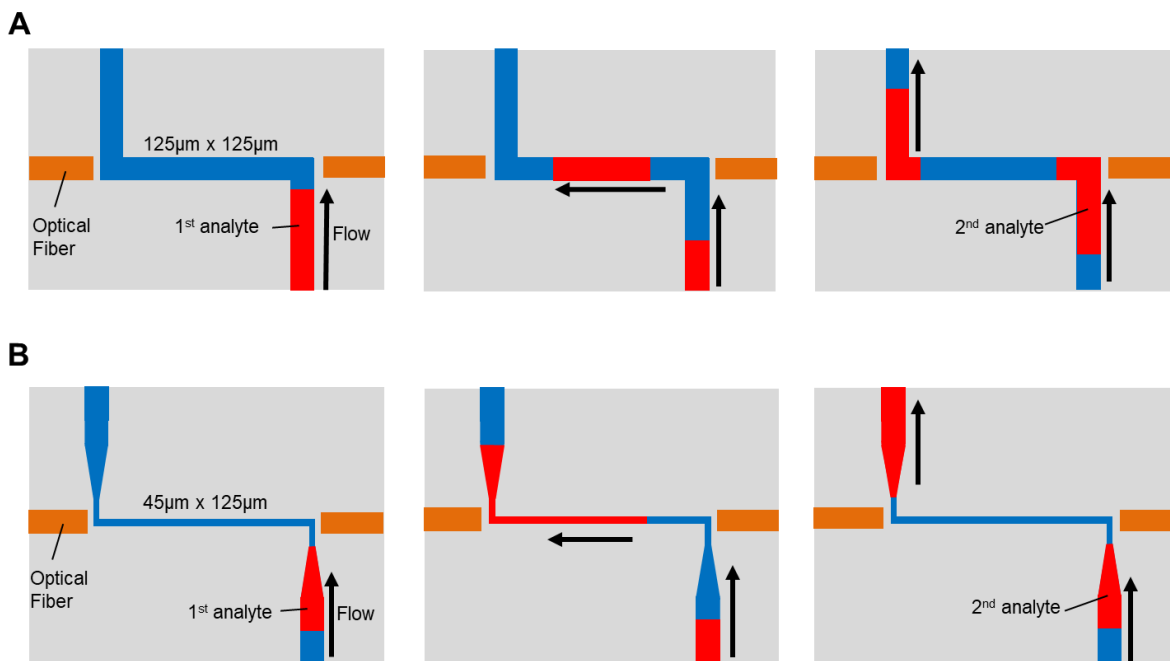 A
125µm x 125µm
Optical
Fiber
1st analyte
Flow
2nd analyte
B
45µm x 125µm
Optical
Fiber
1st analyte
Flow
2nd analyte